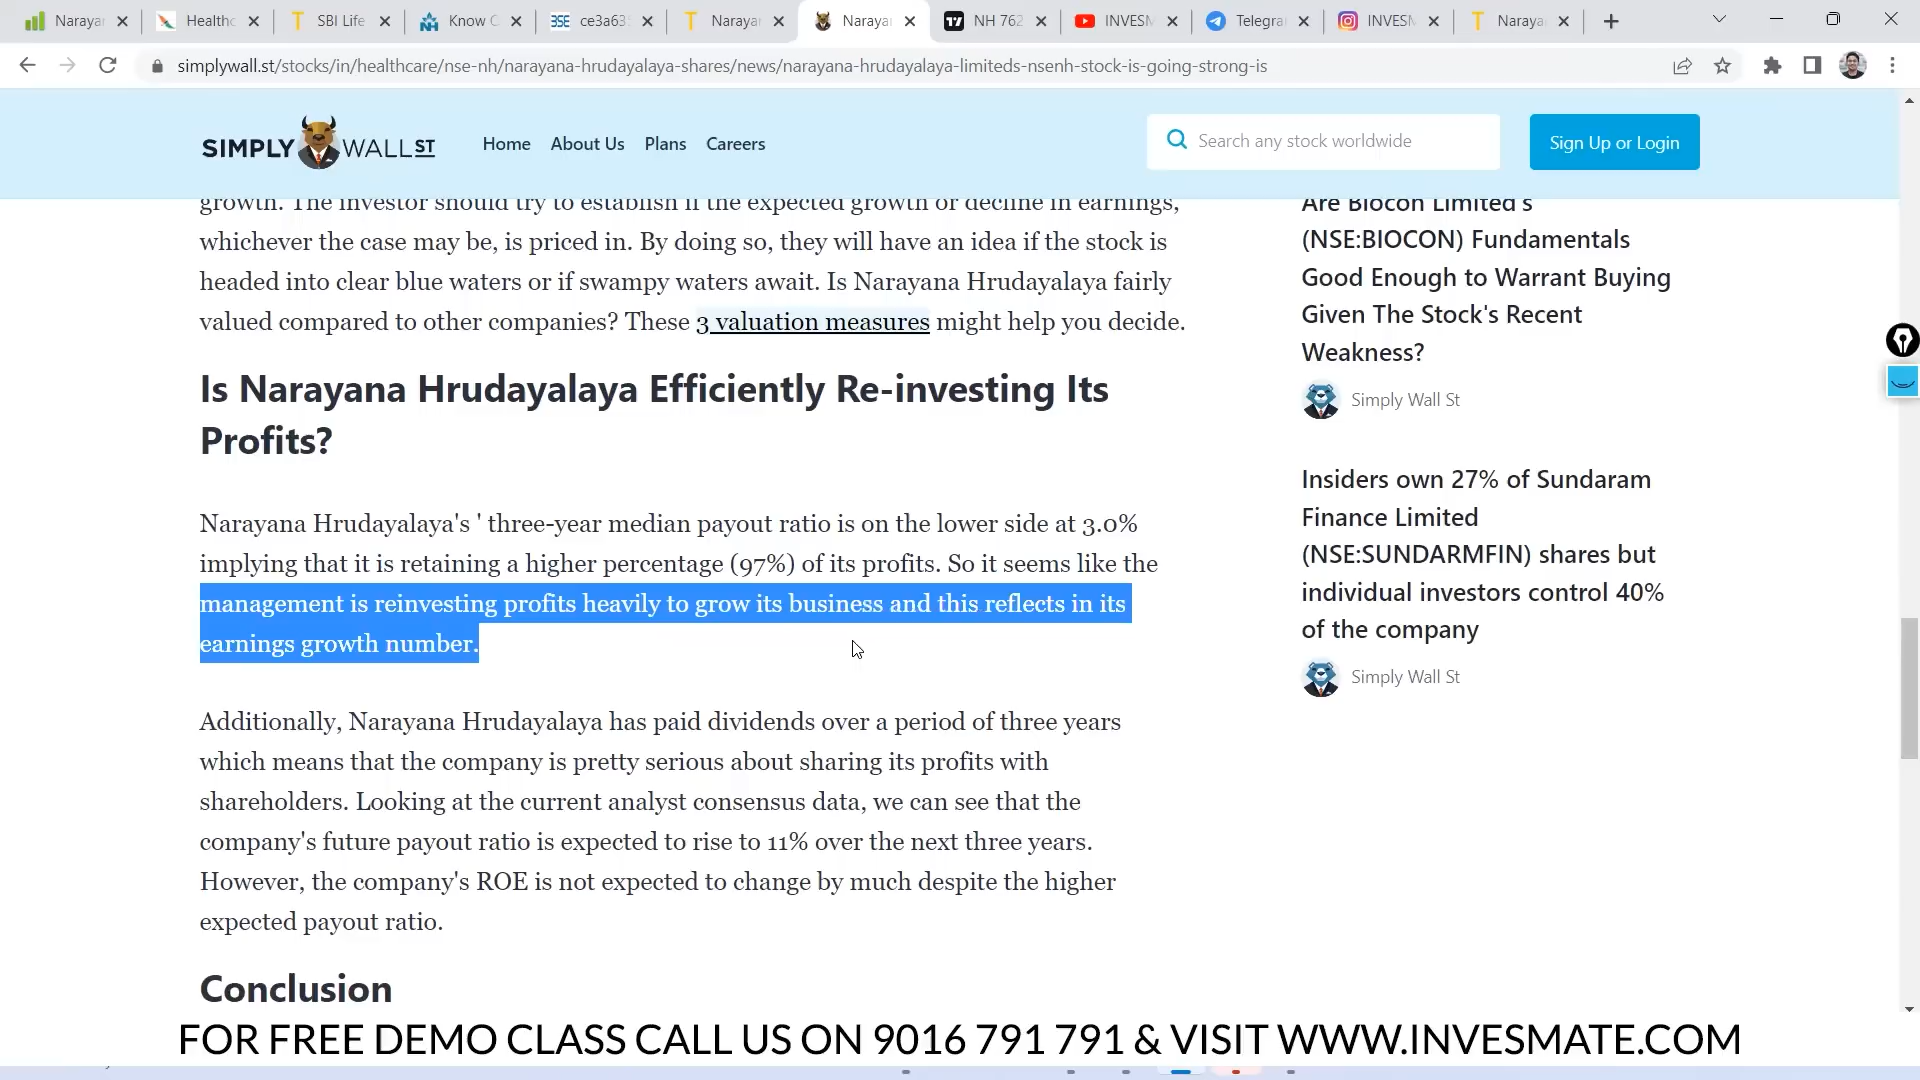 Narayan
Healthc
SBI Life
Know C
ce3a635
Narayan
Narayan
NH 762
INVESM
Telegra
INVESM
Naraya
simplywall.st/stocks/in/healthcare/nse-nh/narayana-hrudayalaya-shares/news/narayana-hrudayalaya-limiteds-nsenh-stock-is-going-strong-is
SIMPLY WALL ST
Home About Us Plans Careers
Search any stock worldwide
Sign Up or Login
growth. The investor should try to establish if the expected growth or decline in earnings,
whichever the case may be, is priced in. By doing so, they will have an idea if the stock is
headed into clear blue waters or if swampy waters await. Is Narayana Hrudayalaya fairly
valued compared to other companies? These 3 valuation measures might help you decide.
Is Narayana Hrudayalaya Efficiently Re-investing Its
Profits?
Narayana Hrudayalaya's ' three-year median payout ratio is on the lower side at 3.0%
implying that it is retaining a higher percentage (97%) of its profits. So it seems like the
management is reinvesting profits heavily to grow its business and this reflects in its
earnings growth number.
Additionally, Narayana Hrudayalaya has paid dividends over a period of three years
which means that the company is pretty serious about sharing its profits with
shareholders. Looking at the current analyst consensus data, we can see that the
company's future payout ratio is expected to rise to 11% over the next three years.
However, the company's ROE is not expected to change by much despite the higher
expected payout ratio.
Conclusion
Are Biocon Limited's
(NSE:BIOCON) Fundamentals
Good Enough to Warrant Buying
Given The Stock's Recent
Weakness?
Simply Wall St
Insiders own 27% of Sundaram
Finance Limited
(NSE:SUNDARMFIN) shares but
individual investors control 40%
of the company
Simply Wall St
FOR FREE DEMO CLASS CALL US ON 9016 791 791 & VISIT WWW.INVESMATE.COM